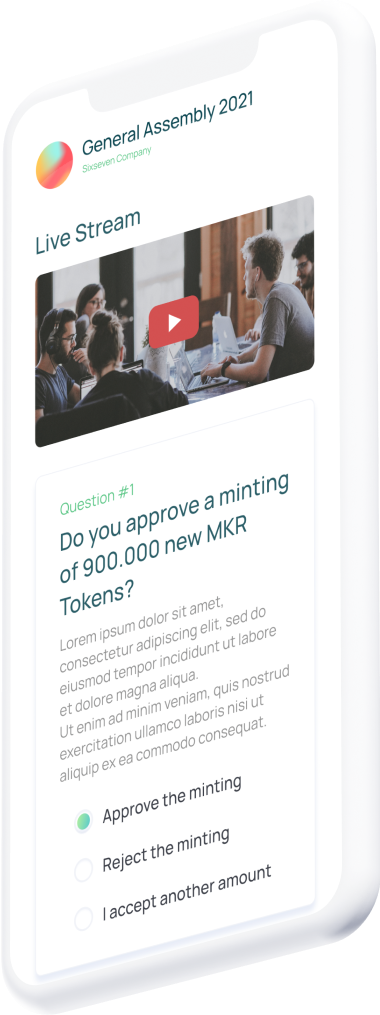 General Assembly 2021
Sixseven Company
Live Stream
Question #1
Do you approve a minting
of 900.000 new MKR
Tokens?
Lorem ipsum dolor sit amet,
consectetur adipiscing elit, sed do
eiusmod tempor incididunt ut labore
et dolore magna aliqua.
Ut enim ad minim veniam, quis nostrud
exercitation ullamco laboris nisi ut
aliquip ex ea commodo consequat.
Approve the minting
Reject the minting
I accept another amount